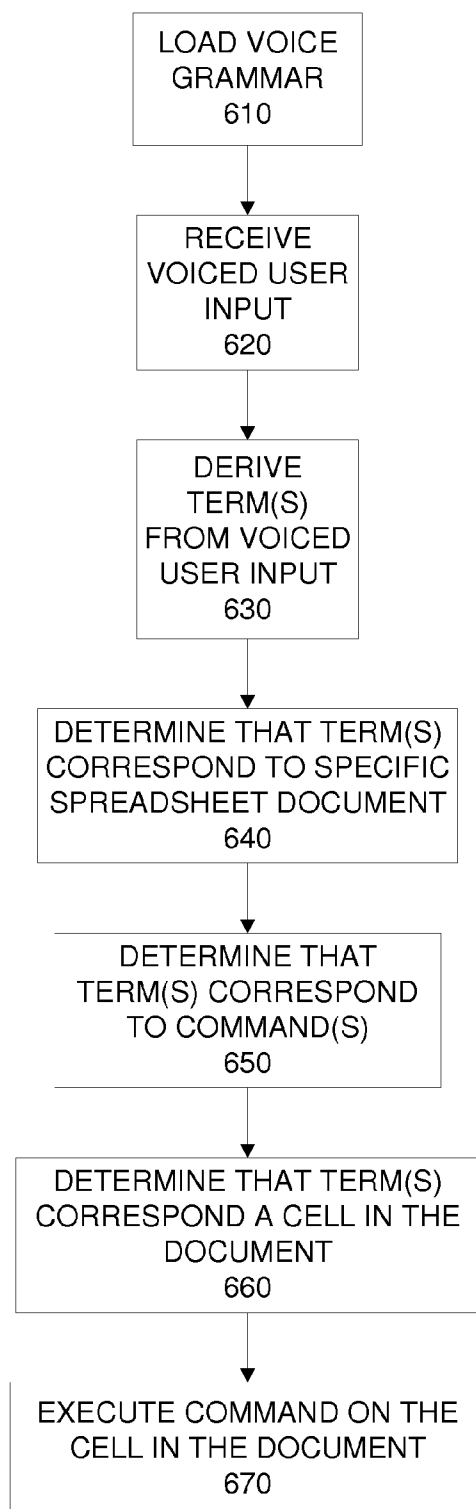 LOAD VOICE
GRAMMAR
610
RECEIVE
VOICED USER
INPUT
620
DERIVE
TERM(S)
FROM VOICED
USER INPUT
630
DETERMINE THAT TERM(S)
CORRESPOND TO SPECIFIC
SPREADSHEET DOCUMENT
640
DETERMINE THAT
TERM(S) CORRESPOND
TO COMMAND(S)
650
DETERMINE THAT TERM(S)
CORRESPOND A CELL IN THE
DOCUMENT
660
EXECUTE COMMAND ON THE
CELL IN THE DOCUMENT
670